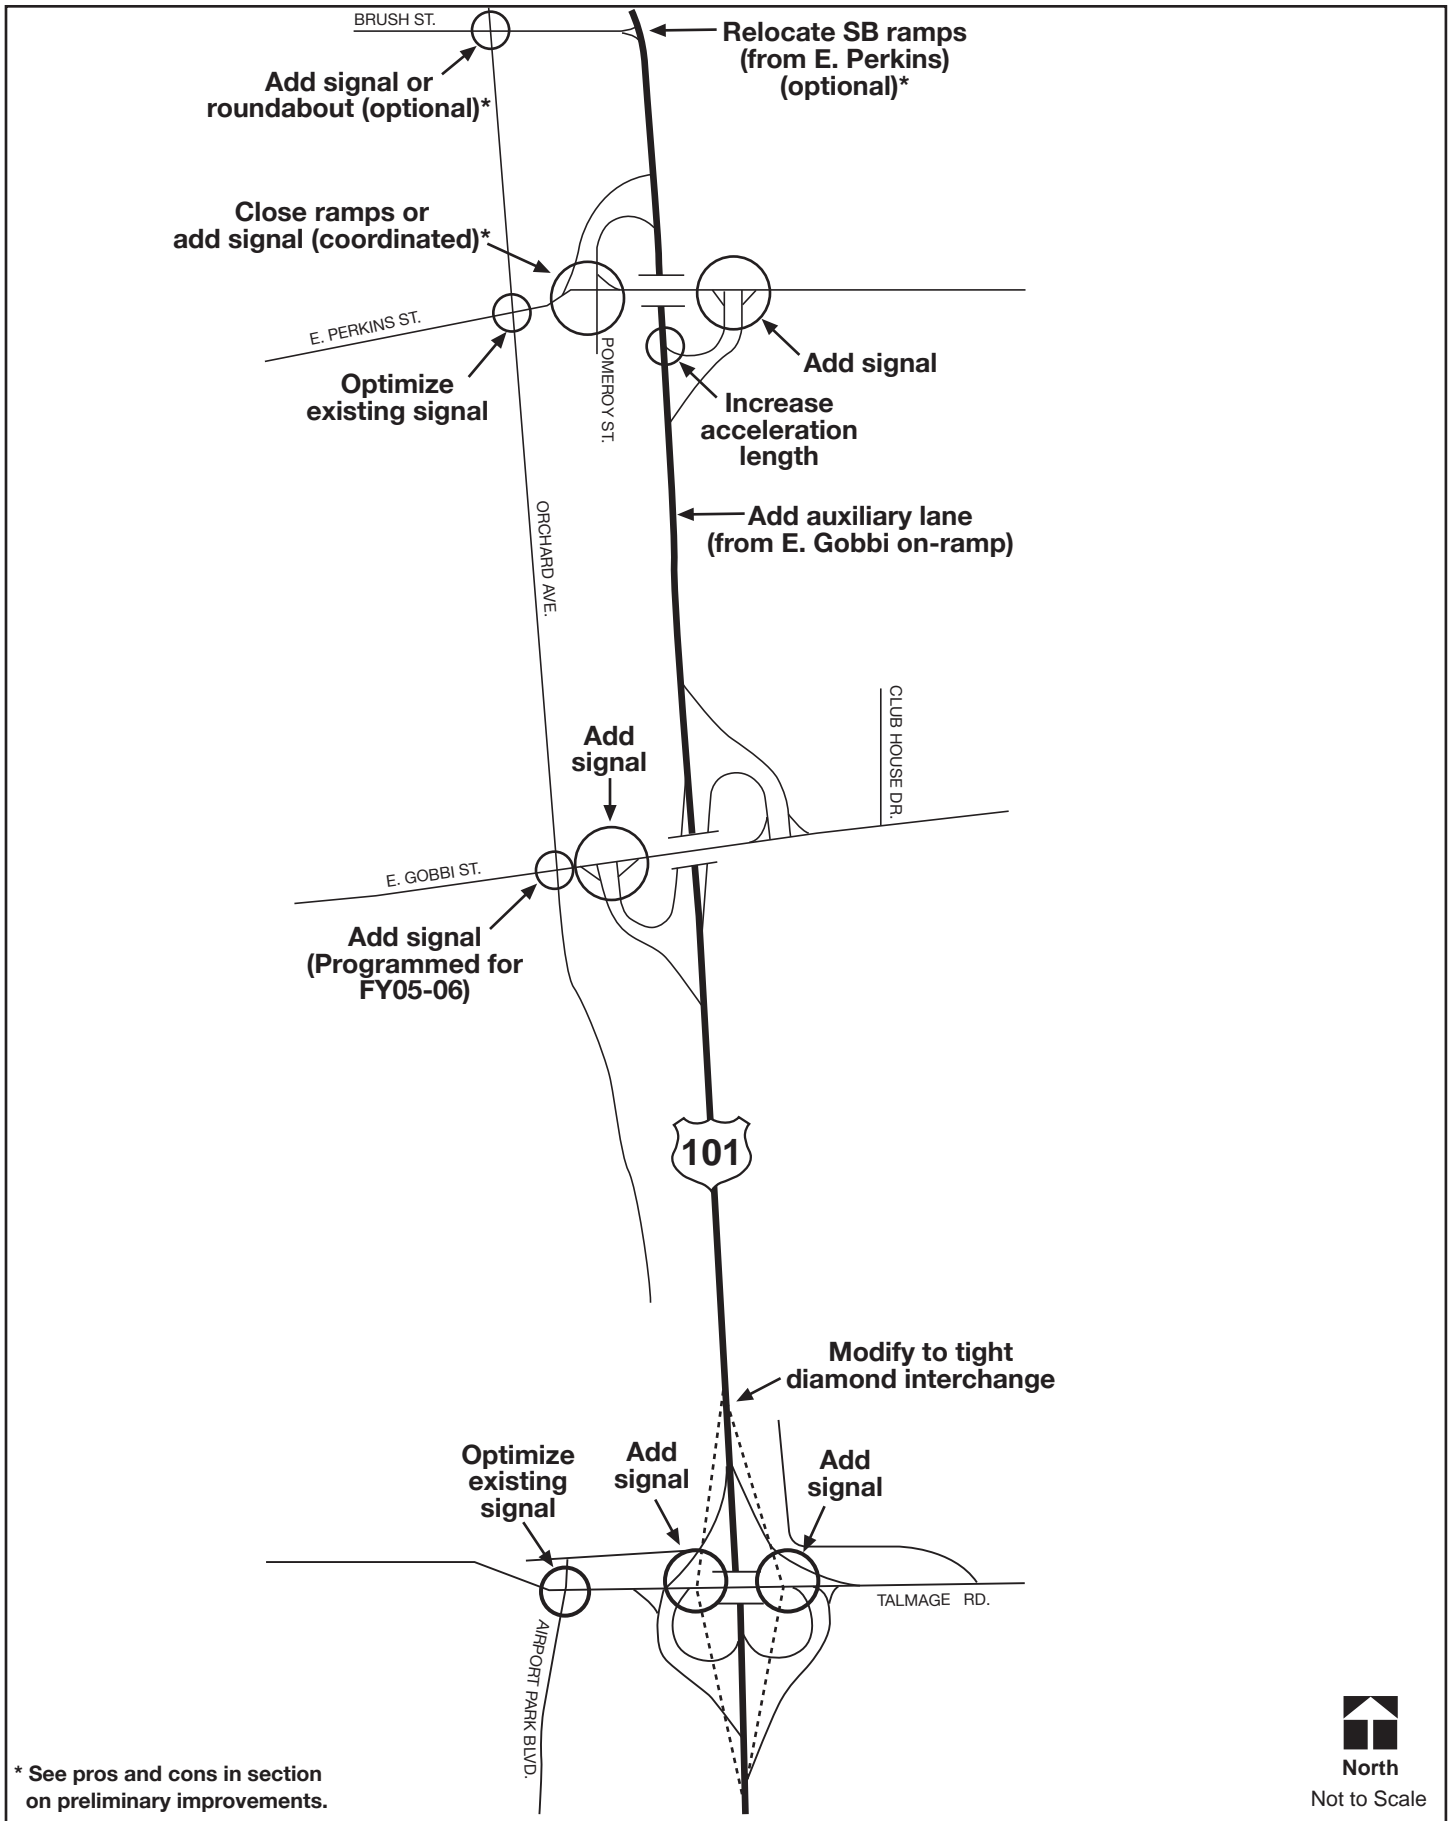 BRUSH ST.
Relocate SB ramps
(from E. Perkins)
(optional)*
Add signal or
roundabout (optional)*
Close ramps or
add signal (coordinated)*
E. PERKINS ST.
POMEROY ST.
Add signal
Optimize
existing signal
Increase
acceleration
length
ORCHARD AVE.
Add auxiliary lane
(from E. Gobbi on-ramp)
CLUB HOUSE DR.
Add
signal
E. GOBBI ST.
Add signal
(Programmed for
FY05-06)
101
Modify to tight
diamond interchange
Optimize
existing
signal
Add
signal
Add
signal
TALMAGE RD.
AIRPORT PARK BLVD.
* See pros and cons in section
on preliminary improvements.
North
Not to Scale